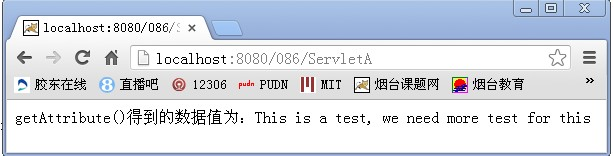 localhost:8080/086/Se
localhost:8080/086/ServletA
胶东在线 直播吧 12306 pudn PUDN MIT 烟台课题网 烟台教育 »
getAttribute()得到的数据值为：This is a test, we need more test for this